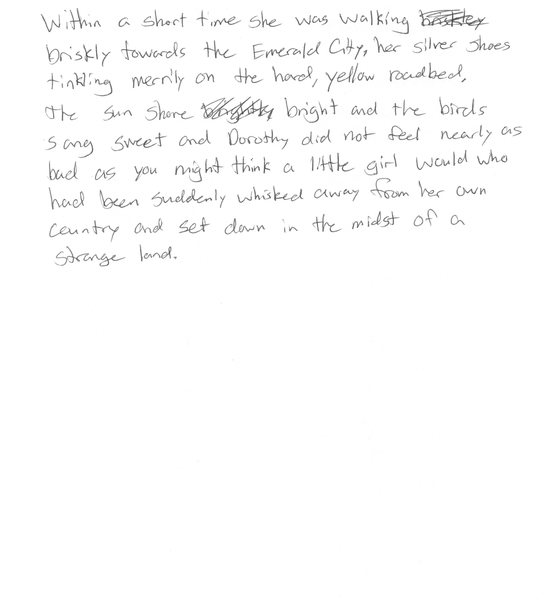 Within a short time she was walking
briskly towards the Emerald City, her silver shoes
tinkling merrily on the hard, yellow roadbed.
The sun shone bright and the birds
sang sweet and Dorothy did not feel nearly as
bad as you might think a little girl would who
had been suddenly whisked away from her own
country and set down in the midst of a
strange land.